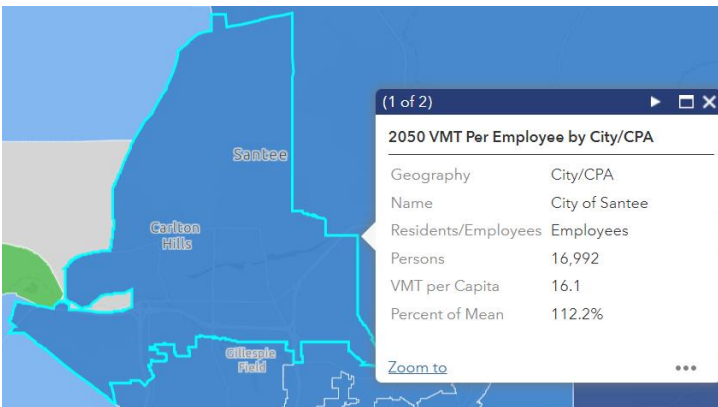 (1 of 2)
2050 VMT Per Employee by City/CPA
Geography City/CPA
Name City of Santee
Residents/Employees Employees
Persons 16,992
VMT per Capita 16.1
Percent of Mean 112.2%
Zoom to
Santee
Carlton
Hills
Gillespie
Field